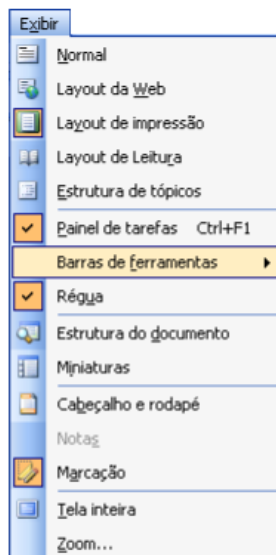 Exibir
Normal
Layout da Web
Layout de impressão
Layout de Leitura
Estrutura de tópicos
Painel de tarefas Ctrl+F1
Barras de ferramentas
Régua
Estrutura do documento
Miniaturas
Cabeçalho e rodapé
Notas
Marcação
Tela inteira
Zoom...